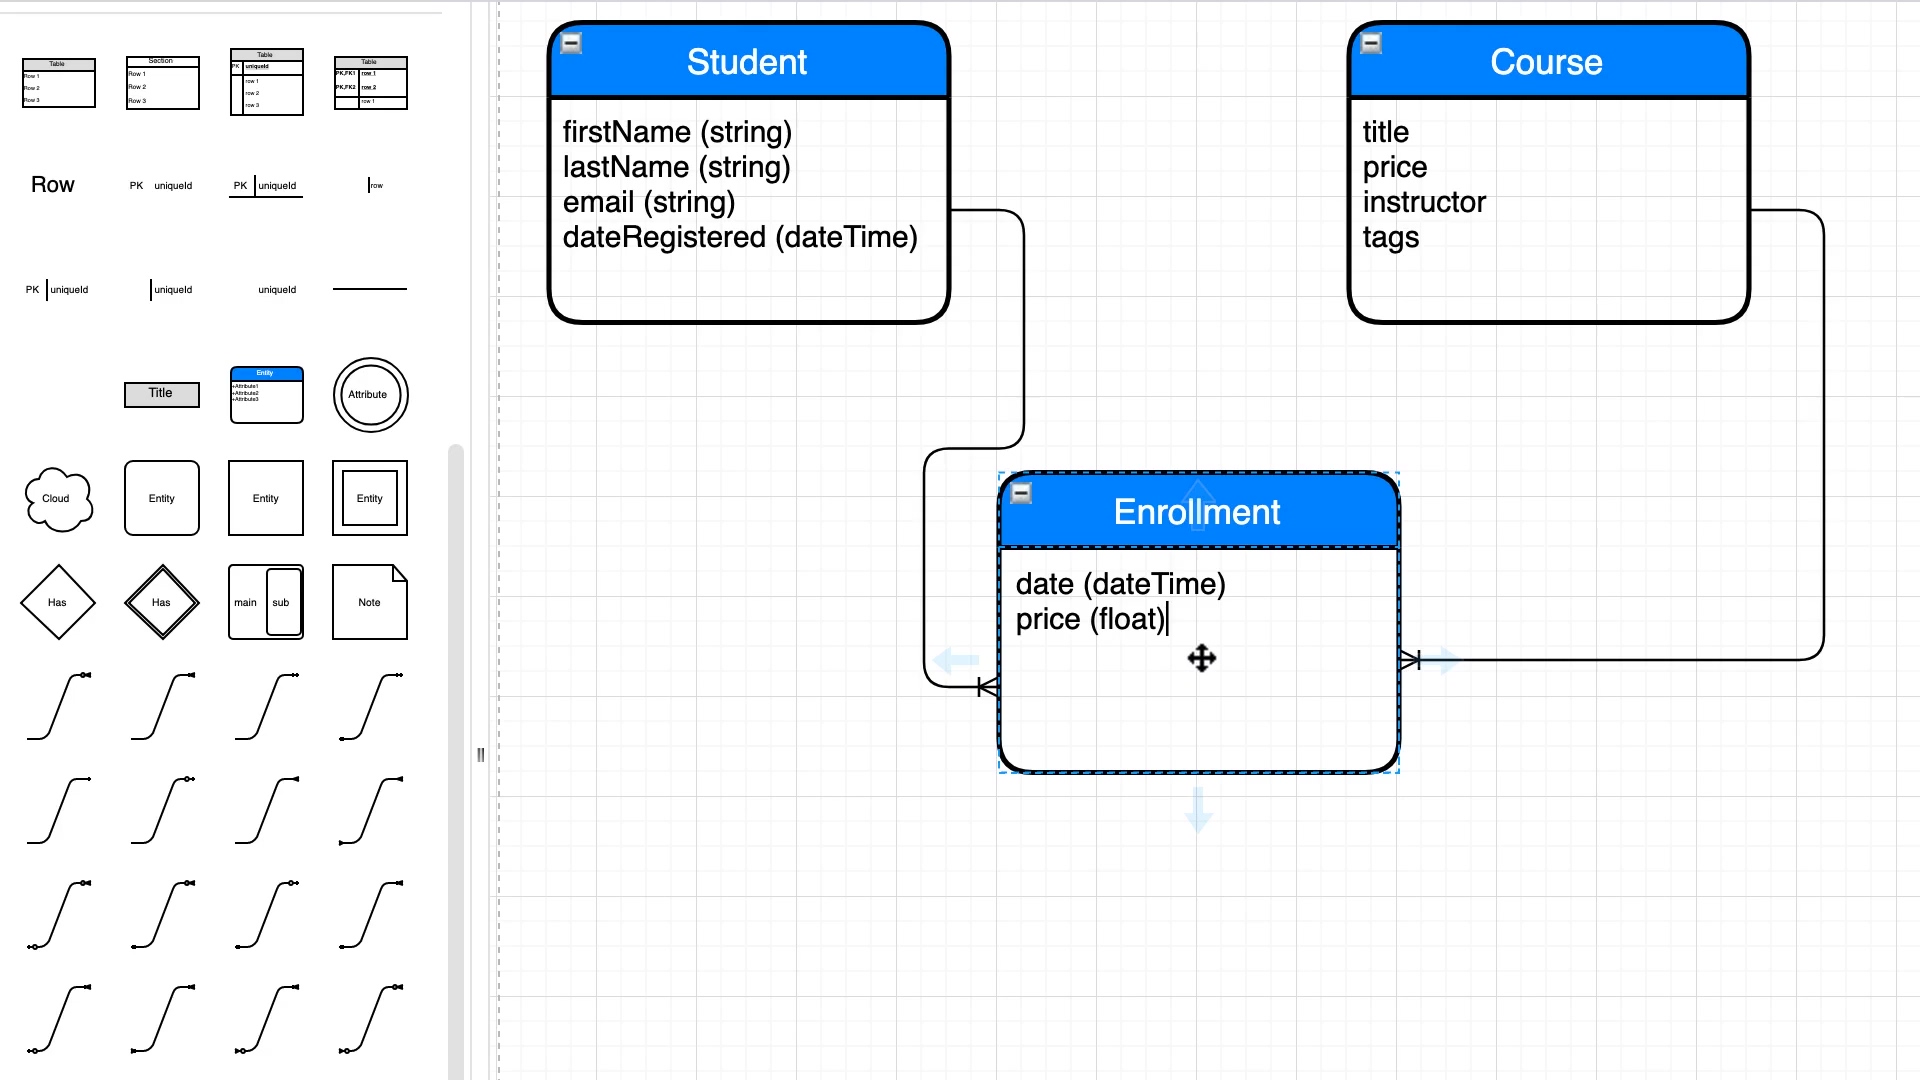 Table
Row 1
Row 2
Row 3
Section
Row 1
Row 2
Row 3
Table
PK uniqueId
row 1
row 2
row 3
Table
PK,FK1 row 1
PK,FK2 row 2
row 1
Row
PK uniqueId
PK uniqueId
row
PK uniqueId
uniqueId
uniqueId
Title
Entity
+Attribute1
+Attribute2
+Attribute3
Attribute
Cloud
Entity
Entity
Entity
Has
Has
main sub
Note
Student
firstName (string)
lastName (string)
email (string)
dateRegistered (dateTime)
Course
title
price
instructor
tags
Enrollment
date (dateTime)
price (float)